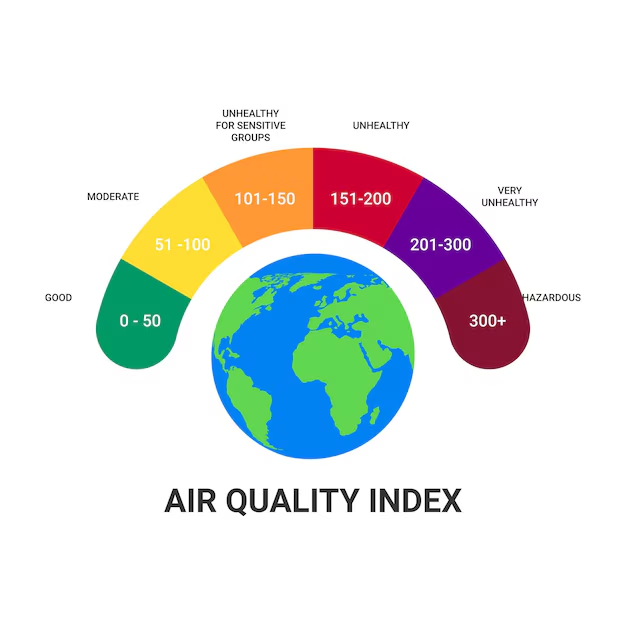 UNHEALTHY
FOR SENSITIVE
GROUPS
UNHEALTHY
MODERATE
VERY
UNHEALTHY
GOOD
HAZARDOUS
0 - 50
51 -100
101-150
151-200
201-300
300+
AIR QUALITY INDEX